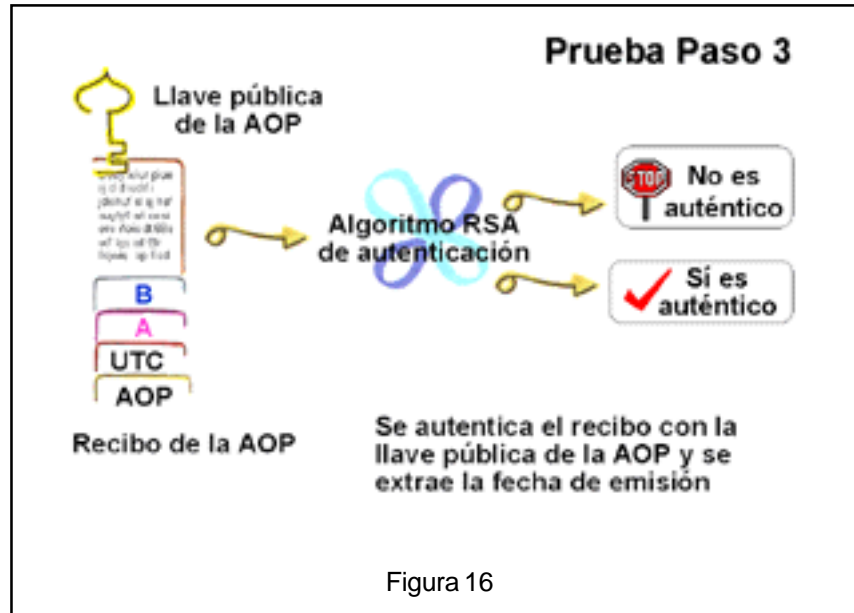 Prueba Paso 3
Llave pública
de la AOP
Algoritmo RSA
de autenticación
STOP
No es
auténtico
Sí es
auténtico
B
A
UTC
AOP
Recibo de la AOP
Se autentica el recibo con la
llave pública de la AOP y se
extrae la fecha de emisión
Figura 16